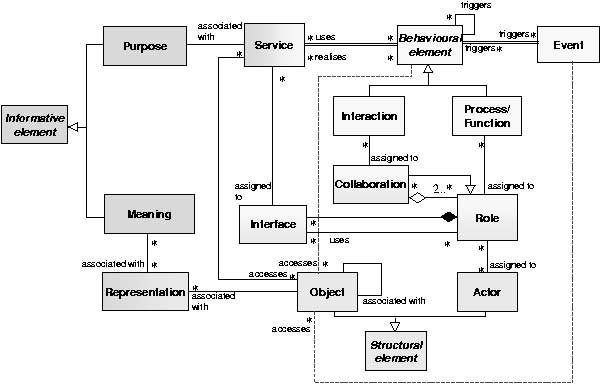 triggers
*
associated
with
* uses
*
Behavioural
element
triggers*
triggers*
Purpose
Service
Event
*
*realises
*
*
Informative
element
Interaction
Process/
Function
*
*
assigned to
Collaboration
*
2..*
assigned
to
assigned to
Meaning
Interface
*
Role
*
*
uses
*
*
associated with
*
accesses *
accesses*
*
assigned to
*
Representation
*
associated
with
Object
associated with
Actor
*
accesses
Structural
element